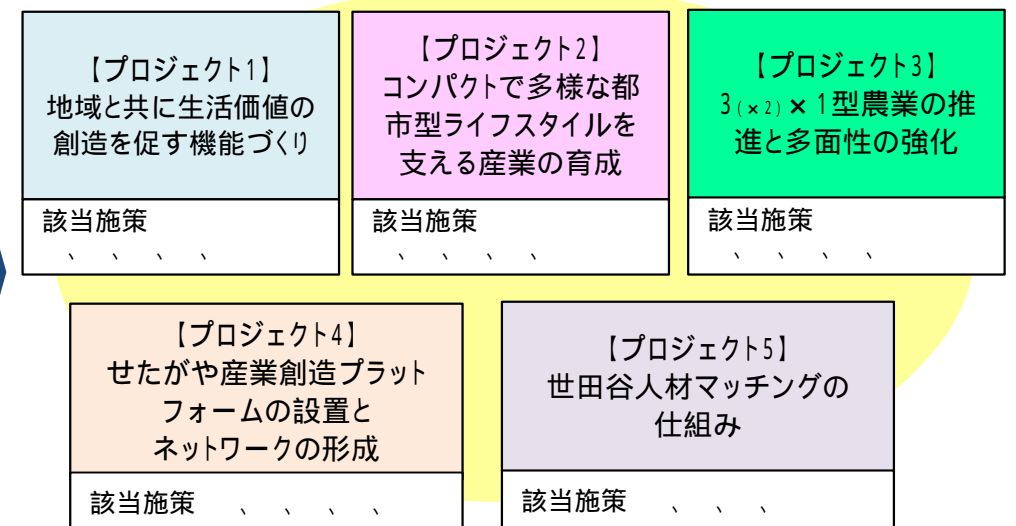 【プロジェクト1】
地域と共に生活価値の
創造を促す機能づくり
該当施策
、 、 、 、
【プロジェクト2】
コンパクトで多様な都
市型ライフスタイルを
支える産業の育成
該当施策
、 、 、 、
【プロジェクト3】
3(×2)×1型農業の推
進と多面性の強化
該当施策
、 、 、 、
【プロジェクト4】
せたがや産業創造プラット
フォームの設置と
ネットワークの形成
該当施策 、 、 、 、
【プロジェクト5】
世田谷人材マッチングの
仕組み
該当施策 、 、 、